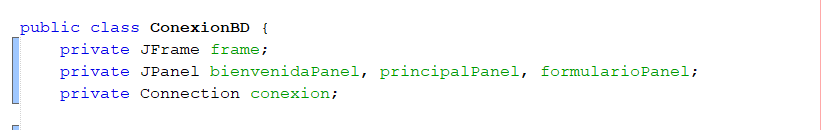 public class ConexionBD {
private JFrame frame;
private JPanel bienvenidaPanel, principalPanel, formularioPanel;
private Connection conexion;